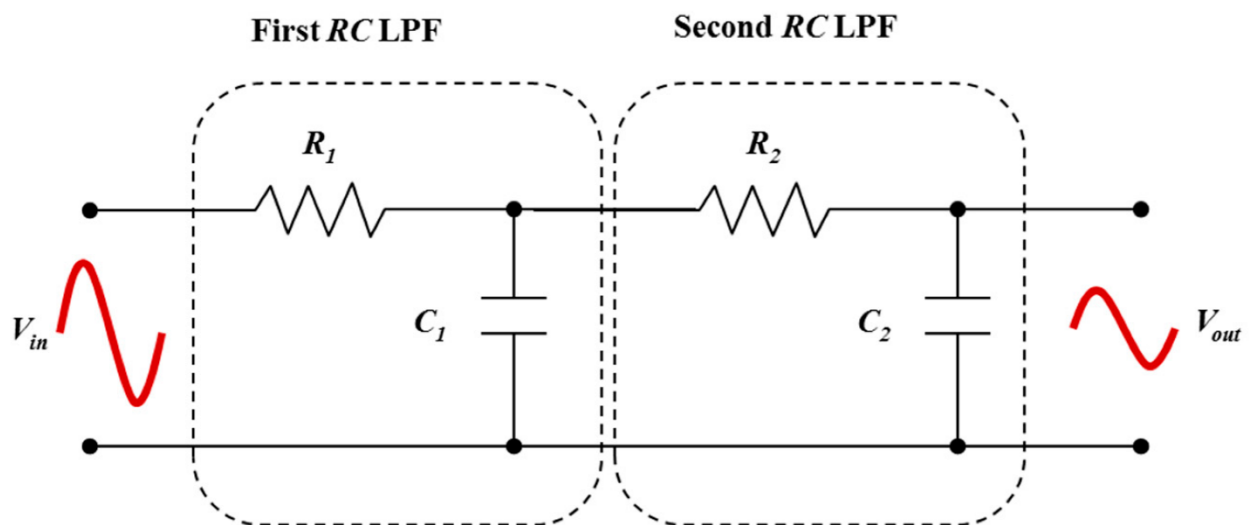 First RC LPF
Second RC LPF
R1
R2
Vin
C1
C2
Vout